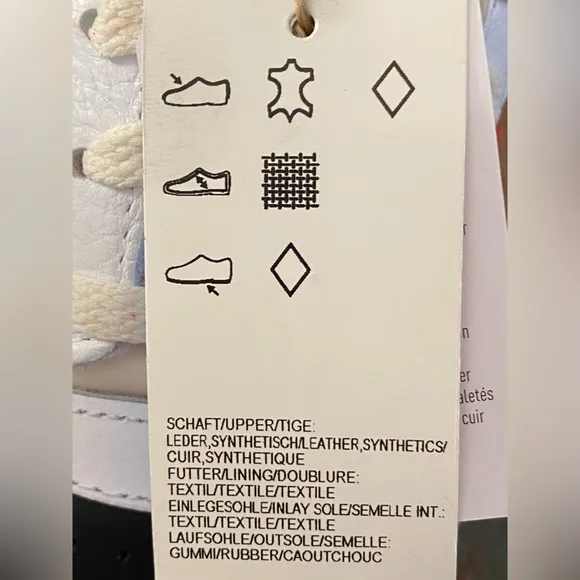 SCHAFT/UPPER/TIGE:
LEDER,SYNTHETISCH/LEATHER,SYNTHETICS/
CUIR,SYNTHETIQUE
FUTTER/LINING/DOUBLURE:
TEXTIL/TEXTILE/TEXTILE
EINLEGESOHLE/INLAY SOLE/SEMELLE INT.:
TEXTIL/TEXTILE/TEXTILE
LAUFSOHLE/OUTSOLE/SEMELLE:
GUMMI/RUBBER/CAOUTCHOUC
cuir